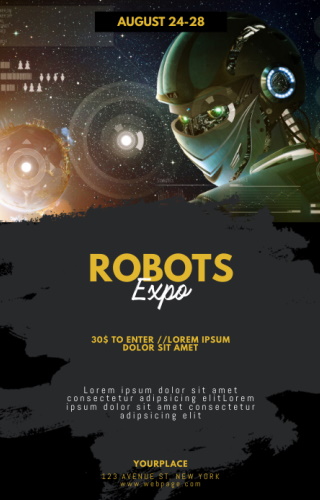 AUGUST 24-28
ROBOTS
Expo
30$ TO ENTER //LOREM IPSUM
DOLOR SIT AMET
Lorem ipsum dolor sit amet
consectetur adipisicing elitLorem
ipsum dolor sit amet consectetur
adipisicing elit
YOURPLACE
123 AVENUE ST, NEW YORK
www.webpage.com